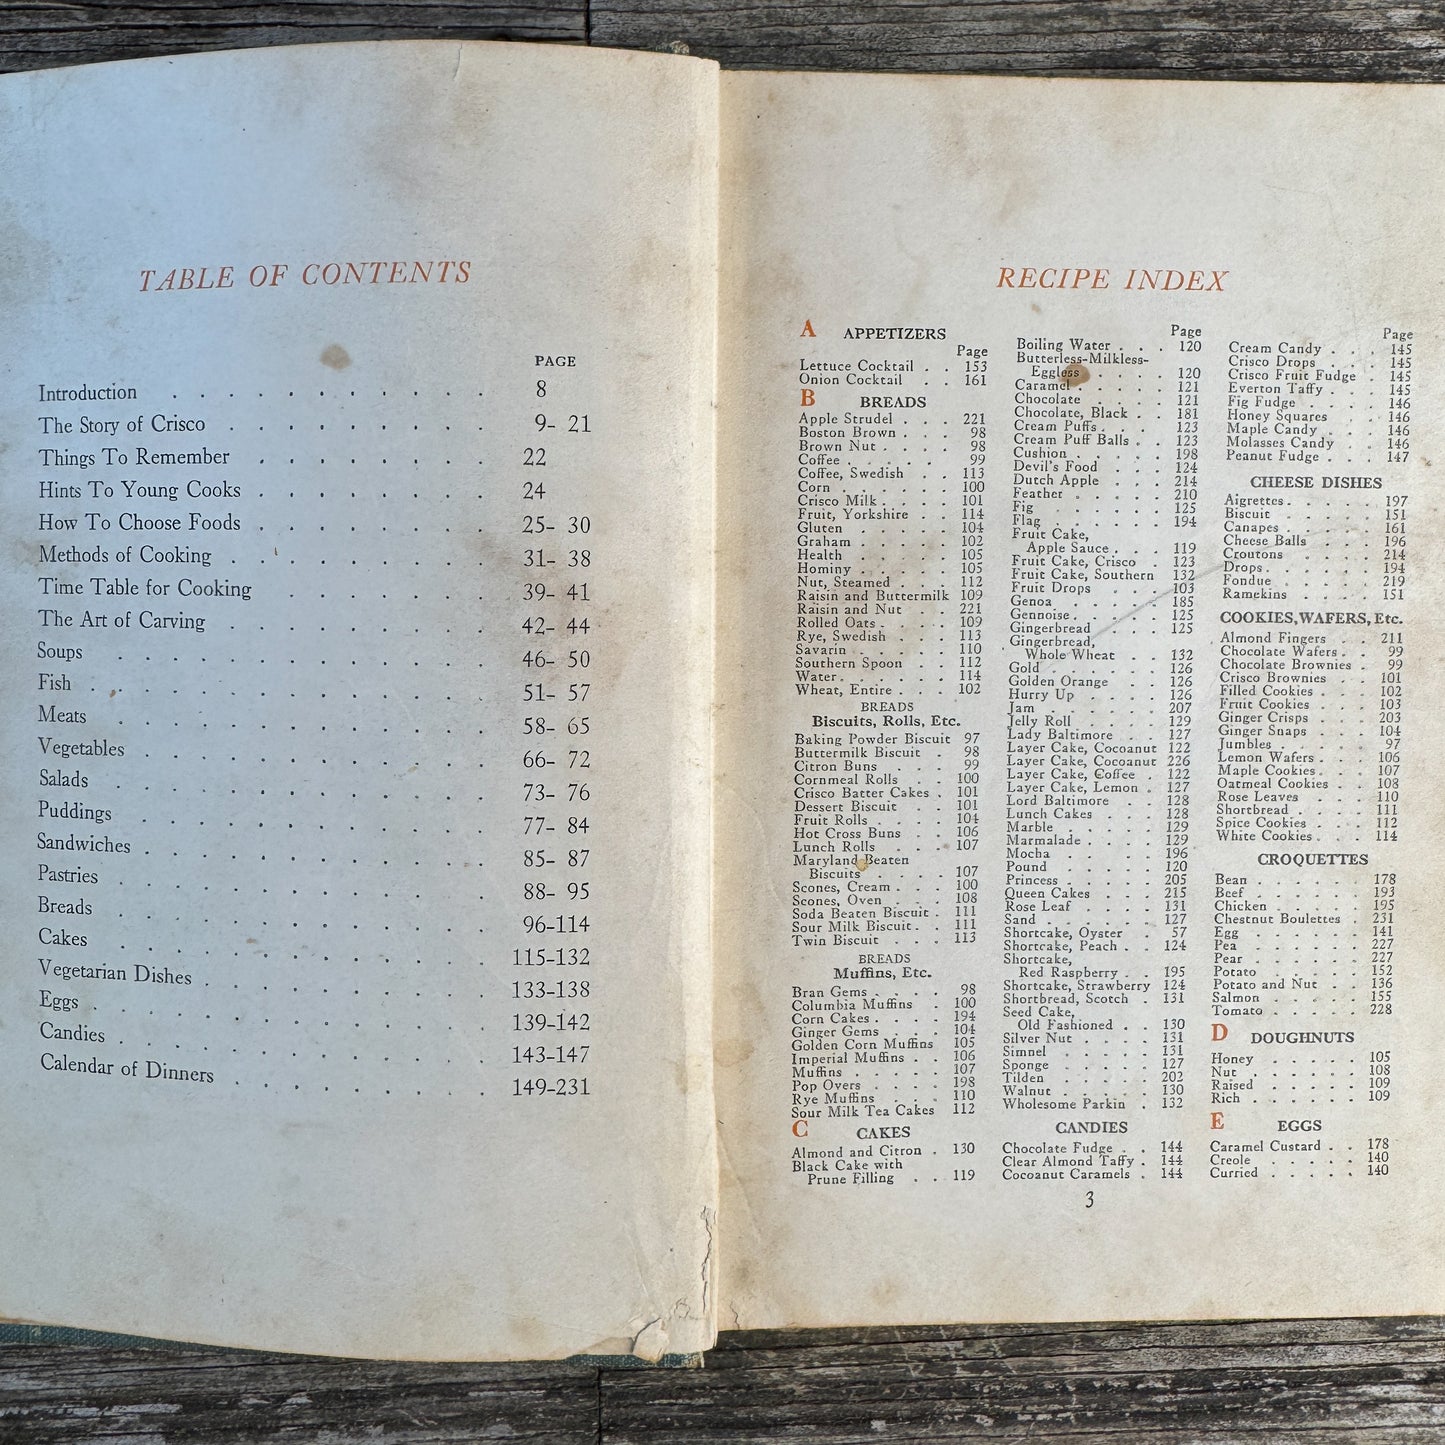 TABLE OF CONTENTS
PAGE
Introduction . . . . . . . . . . . 8
The Story of Crisco . . . . . . . . . 9- 21
Things To Remember . . . . . . . . 22
Hints To Young Cooks . . . . . . . . 24
How To Choose Foods . . . . . . . . 25- 30
Methods of Cooking . . . . . . . . . 31- 38
Time Table for Cooking . . . . . . . 39- 41
The Art of Carving . . . . . . . . . 42- 44
Soups . . . . . . . . . . . . 46- 50
Fish . . . . . . . . . . . . . 51- 57
Meats . . . . . . . . . . . . 58- 65
Vegetables . . . . . . . . . . . 66- 72
Salads . . . . . . . . . . . . 73- 76
Puddings . . . . . . . . . . . 77- 84
Sandwiches . . . . . . . . . . . 85- 87
Pastries . . . . . . . . . . . . 88- 95
Breads . . . . . . . . . . . . 96-114
Cakes . . . . . . . . . . . . 115-132
Vegetarian Dishes . . . . . . . . . 133-138
Eggs . . . . . . . . . . . . . 139-142
Candies . . . . . . . . . . . . 143-147
Calendar of Dinners . . . . . . . . 149-231
RECIPE INDEX
A APPETIZERS
Page
Lettuce Cocktail . . 153
Onion Cocktail . . 161
B BREADS
Apple Strudel . . . 221
Boston Brown . . . 98
Brown Nut . . . . 98
Coffee . . . . . . 99
Coffee, Swedish . . 113
Corn . . . . . . 100
Crisco Milk . . . . 101
Fruit, Yorkshire . . 114
Gluten . . . . . 104
Graham . . . . . 102
Health . . . . . 105
Hominy . . . . . 105
Nut, Steamed . . . 112
Raisin and Buttermilk 109
Raisin and Nut . . 221
Rolled Oats . . . . 109
Rye, Swedish . . . 113
Savarin . . . . . 110
Southern Spoon . . 112
Water . . . . . . 114
Wheat, Entire . . . 102
BREADS
Biscuits, Rolls, Etc.
Baking Powder Biscuit 97
Buttermilk Biscuit . 98
Citron Buns . . . 99
Cornmeal Rolls . . 100
Crisco Batter Cakes . 101
Dessert Biscuit . . 101
Fruit Rolls . . . . 104
Hot Cross Buns . . 106
Lunch Rolls . . . 107
Maryland Beaten
Biscuits . . . . 107
Scones, Cream . . . 100
Scones, Oven . . . 108
Soda Beaten Biscuit . 111
Sour Milk Biscuit . . 111
Twin Biscuit . . . 113
BREADS
Muffins, Etc.
Bran Gems . . . . 98
Columbia Muffins . . 100
Corn Cakes . . . . 194
Ginger Gems . . . 104
Golden Corn Muffins 105
Imperial Muffins . . 106
Muffins . . . . . 107
Pop Overs . . . . 198
Rye Muffins . . . 110
Sour Milk Tea Cakes 112
C CAKES
Almond and Citron . 130
Black Cake with
Prune Filling . . 119
Page
Boiling Water . . . 120
Butterless-Milkless-
Eggless . . . . 120
Caramel . . . . . 121
Chocolate . . . . 121
Chocolate, Black . . 181
Cream Puffs . . . . 123
Cream Puff Balls . . 123
Cushion . . . . . 198
Devil's Food . . . 124
Dutch Apple . . . 214
Feather . . . . . 210
Fig . . . . . . 125
Flag . . . . . . 194
Fruit Cake,
Apple Sauce . . . 119
Fruit Cake, Crisco . 123
Fruit Cake, Southern 132
Fruit Drops . . . 103
Genoa . . . . . 185
Gennoise . . . . . 125
Gingerbread . . . 125
Gingerbread,
Whole Wheat . . 132
Gold . . . . . . 126
Golden Orange . . 126
Hurry Up . . . . 126
Jam . . . . . . 207
Jelly Roll . . . . 129
Lady Baltimore . . 127
Layer Cake, Cocoanut 122
Layer Cake, Cocoanut 226
Layer Cake, Coffee . 122
Layer Cake, Lemon . 127
Lord Baltimore . . 128
Lunch Cakes . . . 128
Marble . . . . . 129
Marmalade . . . . 129
Mocha . . . . . 196
Pound . . . . . 120
Princess . . . . . 205
Queen Cakes . . . 215
Rose Leaf . . . . 131
Sand . . . . . . 127
Shortcake, Oyster . 57
Shortcake, Peach . . 124
Shortcake,
Red Raspberry . . 195
Shortcake, Strawberry 124
Shortbread, Scotch . 131
Seed Cake,
Old Fashioned . . 130
Silver Nut . . . . 131
Simnel . . . . . 131
Sponge . . . . . 127
Tilden . . . . . 202
Walnut . . . . . 130
Wholesome Parkin . 132
CANDIES
Chocolate Fudge . . 144
Clear Almond Taffy . 144
Cocoanut Caramels . 144
Page
Cream Candy . . . 145
Crisco Drops . . . 145
Crisco Fruit Fudge . 145
Everton Taffy . . . 145
Fig Fudge . . . . 146
Honey Squares . . 146
Maple Candy . . . 146
Molasses Candy . . 146
Peanut Fudge . . . 147
CHEESE DISHES
Aigrettes . . . . . 197
Biscuit . . . . . 151
Canapes . . . . . 161
Cheese Balls . . . 196
Croutons . . . . 214
Drops . . . . . . 194
Fondue . . . . . 219
Ramekins . . . . 151
COOKIES, WAFERS, Etc.
Almond Fingers . . 211
Chocolate Wafers . . 99
Chocolate Brownies . 99
Crisco Brownies . . 101
Filled Cookies . . . 102
Fruit Cookies . . . 103
Ginger Crisps . . . 203
Ginger Snaps . . . 104
Jumbles . . . . . 97
Lemon Wafers . . . 106
Maple Cookies . . . 107
Oatmeal Cookies . . 108
Rose Leaves . . . 110
Shortbread . . . . 111
Spice Cookies . . . 112
White Cookies . . . 114
CROQUETTES
Bean . . . . . . 178
Beef . . . . . . 193
Chicken . . . . . 195
Chestnut Boulettes . 231
Egg . . . . . . 141
Pea . . . . . . 227
Pear . . . . . . 227
Potato . . . . . 152
Potato and Nut . . 136
Salmon . . . . . 155
Tomato . . . . . 228
D DOUGHNUTS
Honey . . . . . 105
Nut . . . . . . 108
Raised . . . . . 109
Rich . . . . . . 109
E EGGS
Caramel Custard . . 178
Creole . . . . . 140
Curried . . . . . 140
3